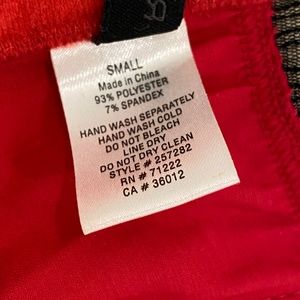 SMALL
Made in China
93% POLYESTER
7% SPANDEX
HAND WASH SEPARATELY
HAND WASH COLD
DO NOT BLEACH
LINE DRY
DO NOT DRY CLEAN
STYLE # 257282
RN # 71222
CA # 36012